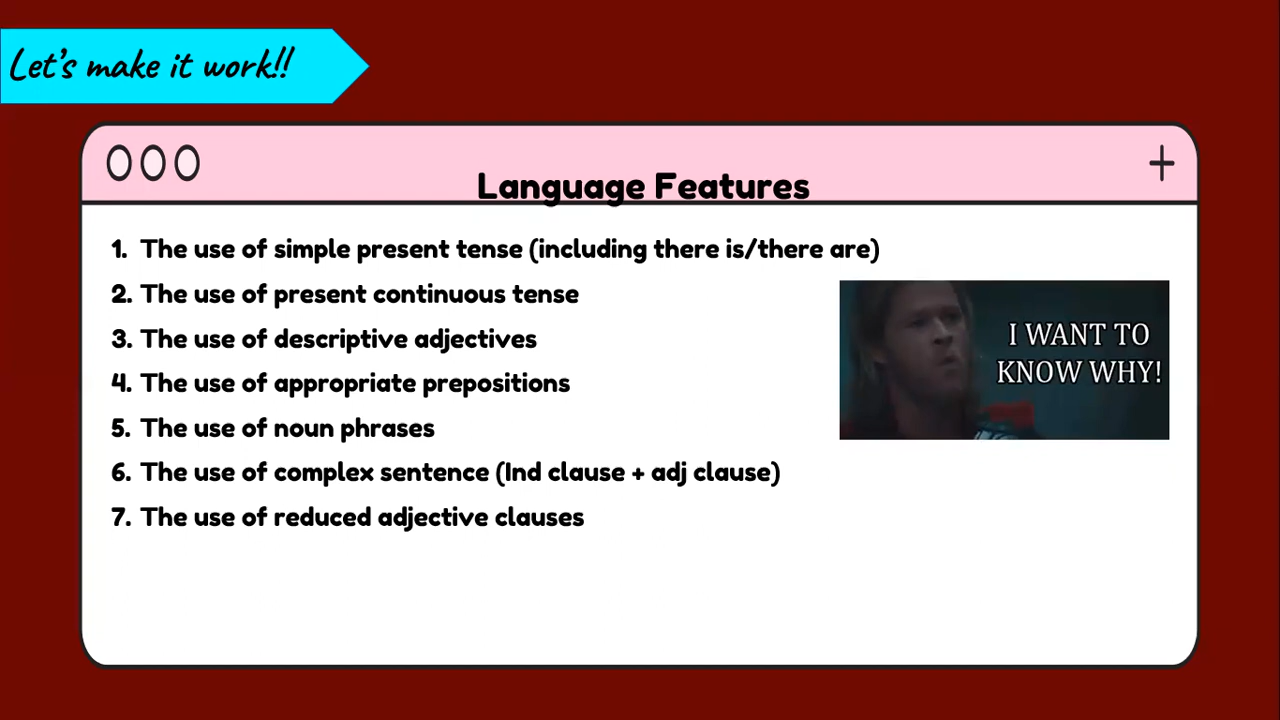 Let's make it work!!
Language Features
1. The use of simple present tense (including there is/there are)
2. The use of present continuous tense
3. The use of descriptive adjectives
4. The use of appropriate prepositions
5. The use of noun phrases
6. The use of complex sentence (Ind clause + adj clause)
7. The use of reduced adjective clauses
I WANT TO
KNOW WHY!